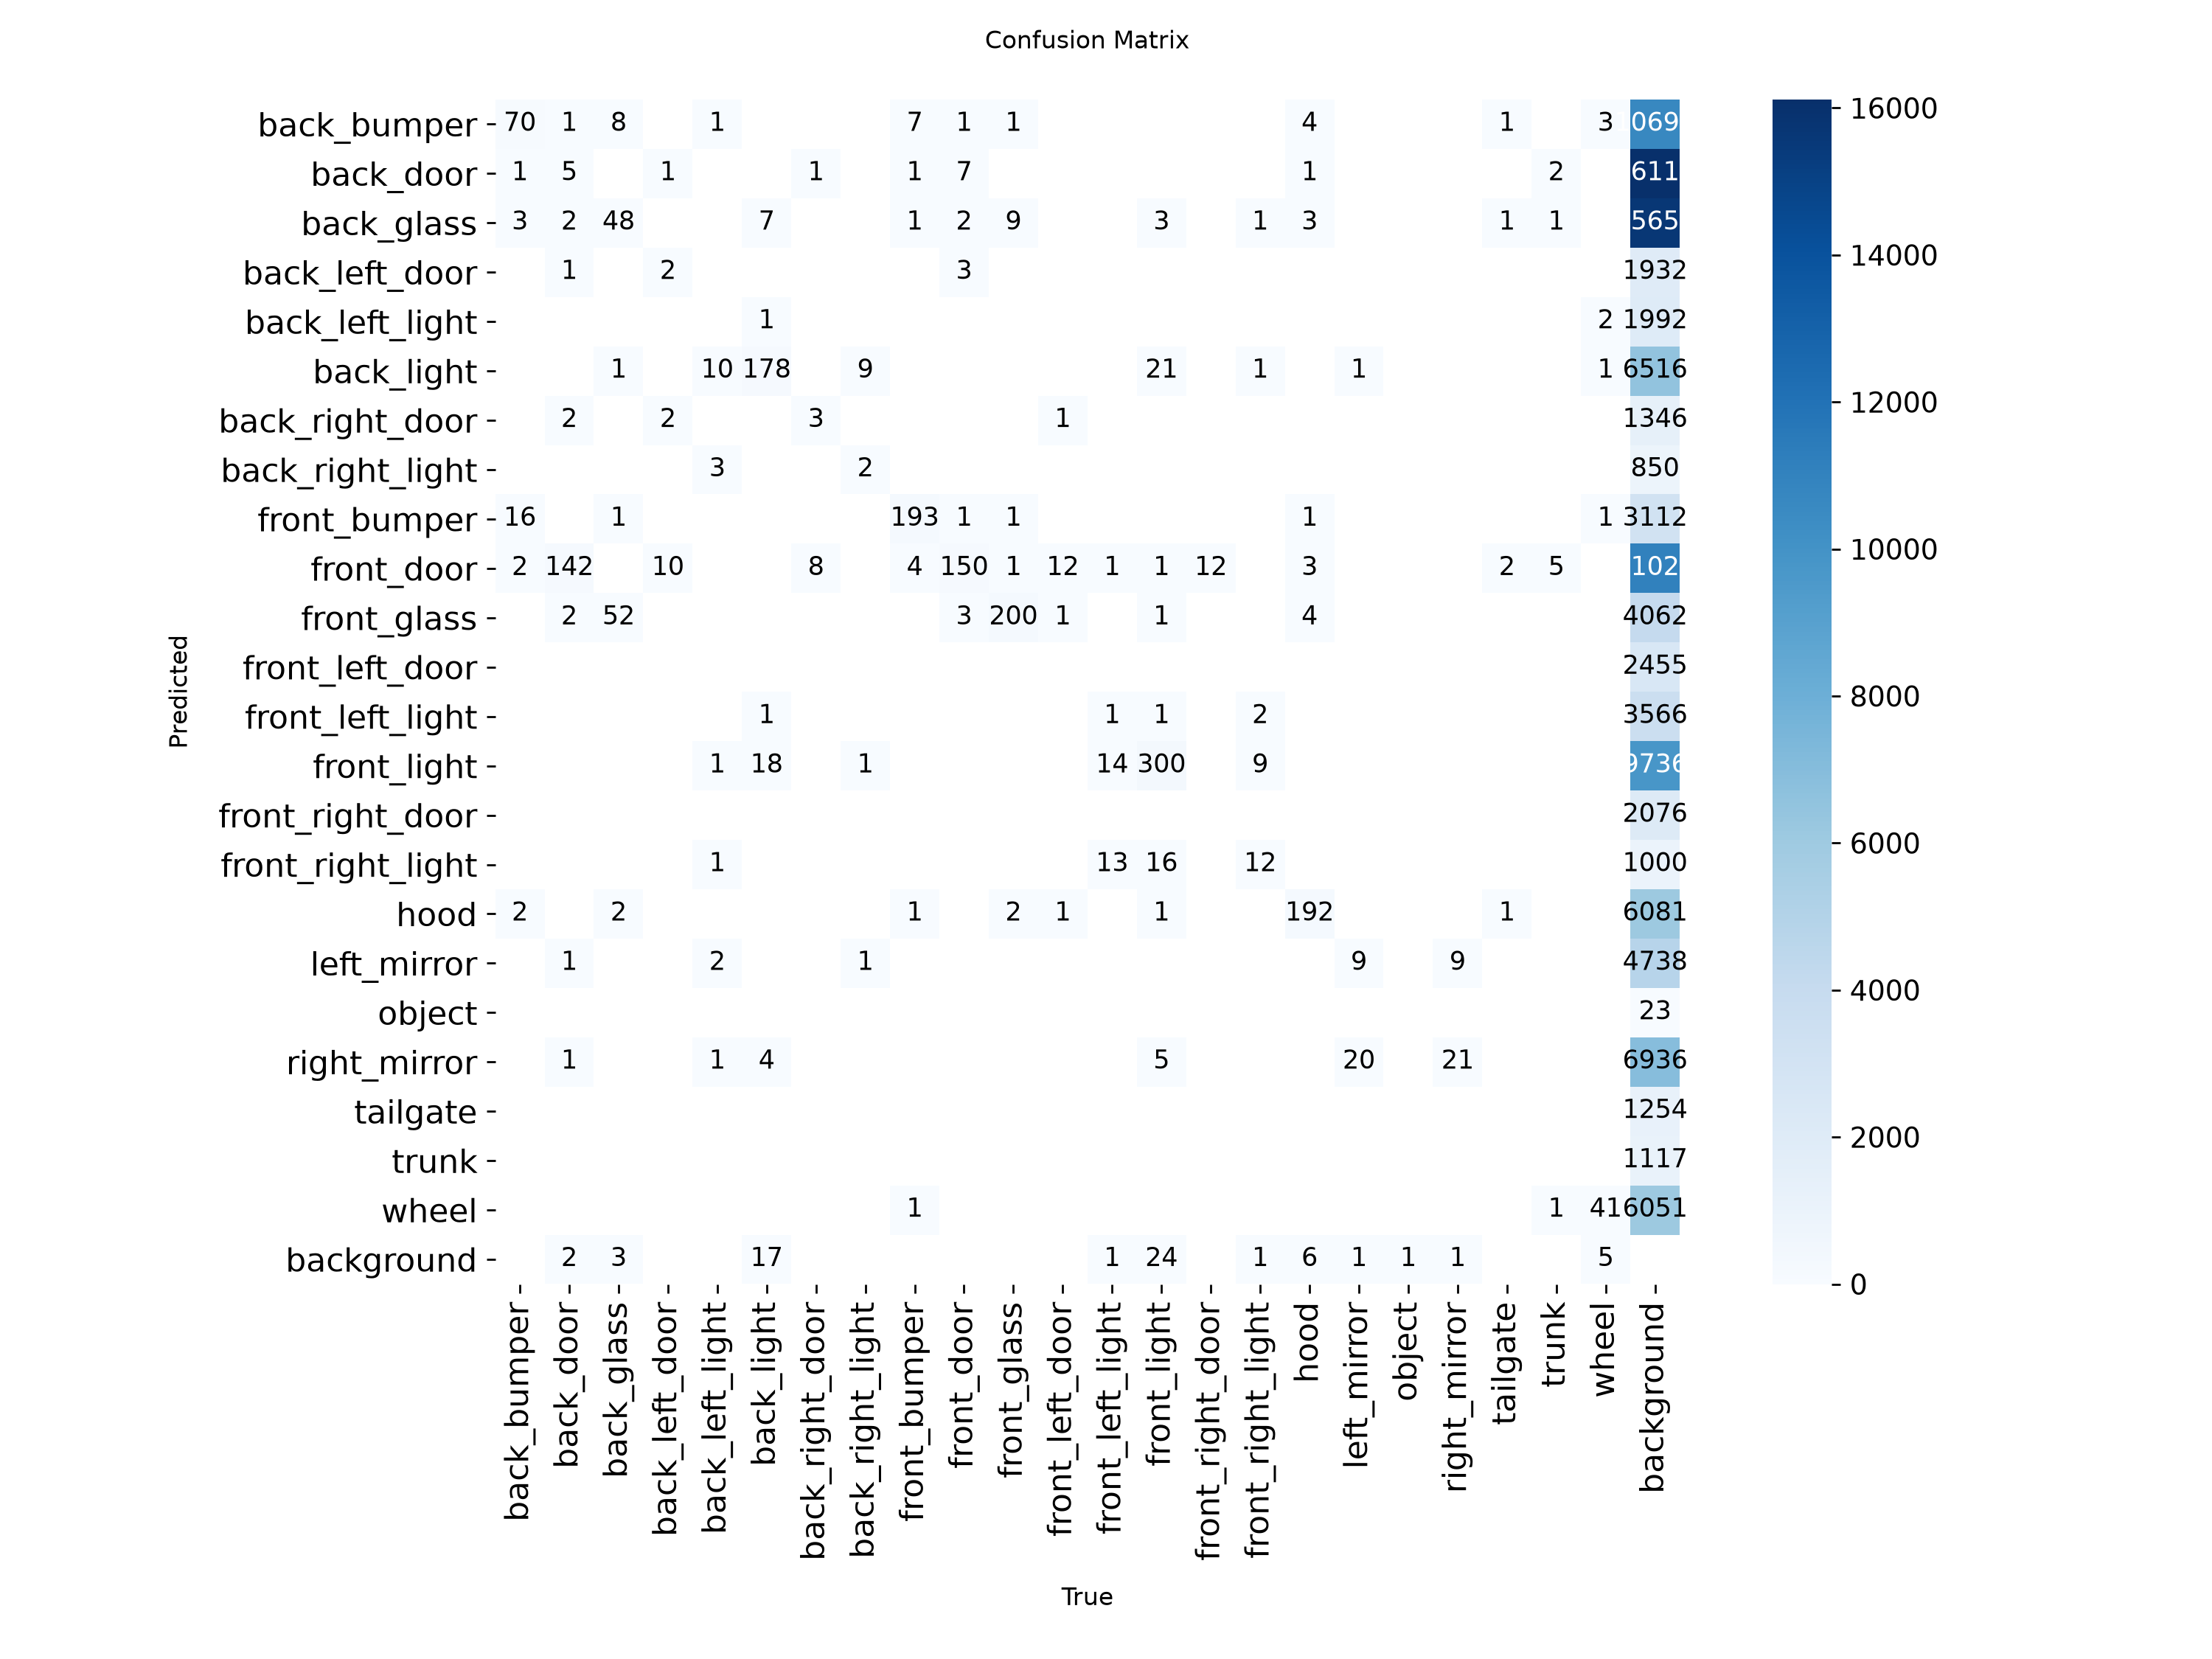 Confusion Matrix
back_bumper 70 1 8 1 7 1 1 4 1 3 069
back_door 1 5 1 1 1 7 1 2 611
back_glass 3 2 48 7 1 2 9 3 1 3 1 1 565
back_left_door 1 2 3 1932
back_left_light 1 2 1992
back_light 1 10 178 9 21 1 1 1 6516
back_right_door 2 2 3 1 1346
back_right_light 3 2 850
front_bumper 16 1 193 1 1 1 1 3112
front_door 2 142 10 8 4 150 1 12 1 1 12 3 2 5 102
front_glass 2 52 3 200 1 1 4 4062
front_left_door 2455
front_left_light 1 1 1 2 3566
front_light 1 18 1 14 300 9 9736
front_right_door 2076
front_right_light 1 13 16 12 1000
hood 2 2 1 2 1 1 192 1 6081
left_mirror 1 2 1 9 9 4738
object 23
right_mirror 1 1 4 5 20 21 6936
tailgate 1254
trunk 1117
wheel 1 1 41 6051
background 2 3 17 1 24 1 6 1 1 1 5
back_bumper back_door back_glass back_left_door back_left_light back_light back_right_door back_right_light front_bumper front_door front_glass front_left_door front_left_light front_light front_right_door front_right_light hood left_mirror object right_mirror tailgate trunk wheel background
True
Predicted
16000
14000
12000
10000
8000
6000
4000
2000
0